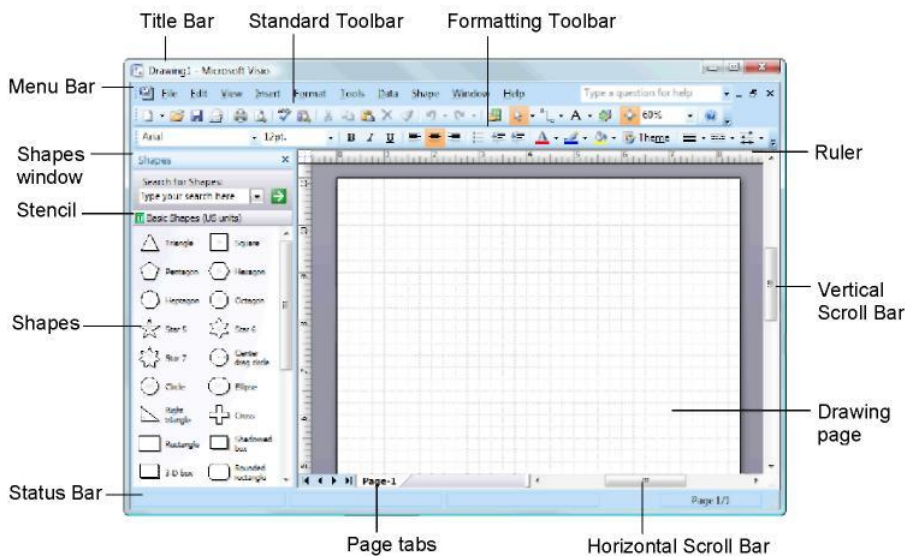 Title Bar Standard Toolbar Formatting Toolbar
Drawing1 - Microsoft Visio
Menu Bar
File Edit View Insert Format Tools Data Shape Window Help Type a question for help
60%
Arial 12pt. B I U A Theme
Shapes window
Shapes
Ruler
Search for Shapes:
Type your search here
Stencil
Basic Shapes (US units)
Triangle Square
Pentagon Hexagon
Heptagon Octagon
Vertical Scroll Bar
Shapes
Star 5 Star 6
Star 7 Center drag circle
Circle Ellipse
Right triangle Cross
Drawing page
Rectangle Shadowed box
3-D box Rounded rectangle
Page-1
Status Bar
Page 1/1
Page tabs Horizontal Scroll Bar